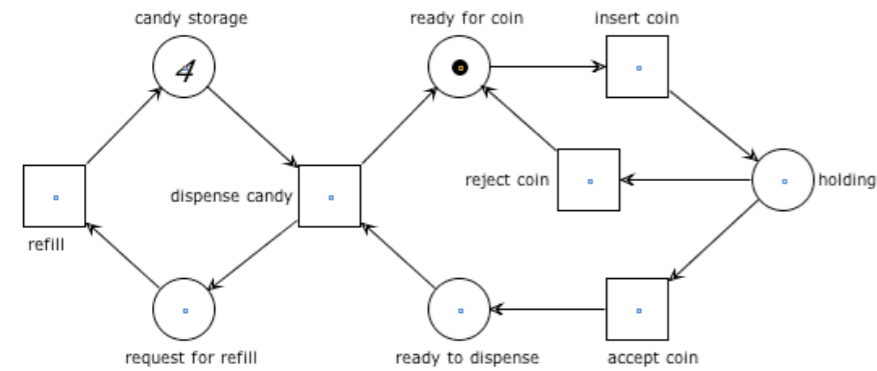 candy storage
ready for coin
insert coin
4
reject coin
holding
dispense candy
refill
request for refill
ready to dispense
accept coin